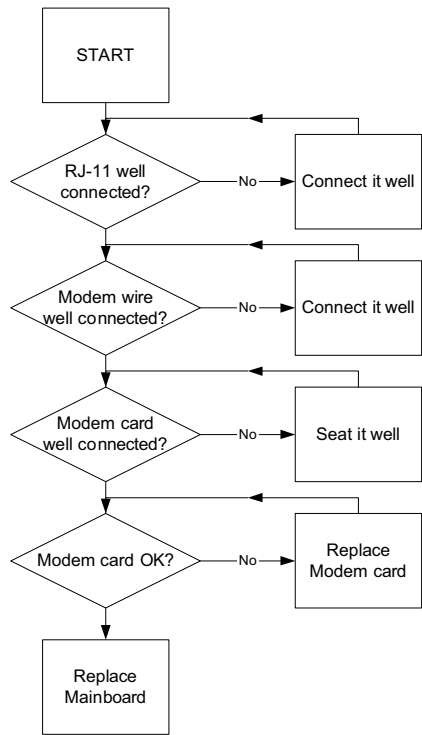 START
RJ-11 well
connected?
No
Connect it well
Modem wire
well connected?
No
Connect it well
Modem card
well connected?
No
Seat it well
Modem card OK?
No
Replace
Modem card
Replace
Mainboard